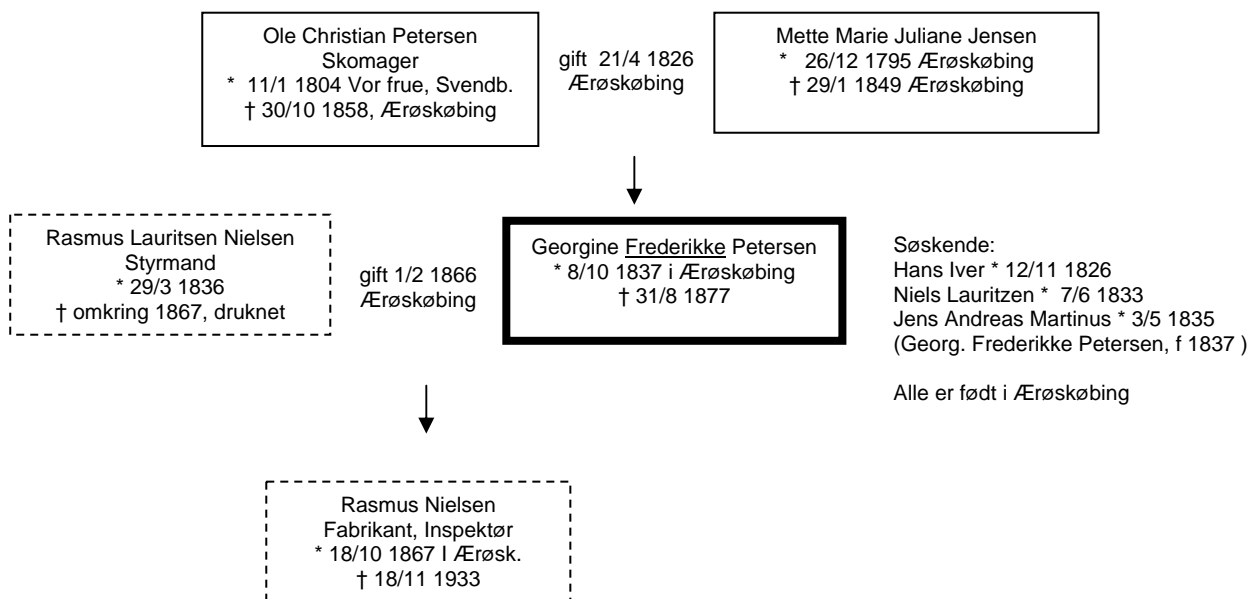 Ole Christian Petersen
Skomager
* 11/1 1804 Vor frue, Svendb.
† 30/10 1858, Ærøskøbing
gift 21/4 1826
Ærøskøbing
Mette Marie Juliane Jensen
* 26/12 1795 Ærøskøbing
† 29/1 1849 Ærøskøbing
Rasmus Lauritsen Nielsen
Styrmand
* 29/3 1836
† omkring 1867, druknet
gift 1/2 1866
Ærøskøbing
Georgine Frederikke Petersen
* 8/10 1837 i Ærøskøbing
† 31/8 1877
Søskende:
Hans Iver * 12/11 1826
Niels Lauritzen * 7/6 1833
Jens Andreas Martinus * 3/5 1835
(Georg. Frederikke Petersen, f 1837 )
Alle er født i Ærøskøbing
Rasmus Nielsen
Fabrikant, Inspektør
* 18/10 1867 I Ærøsk.
† 18/11 1933